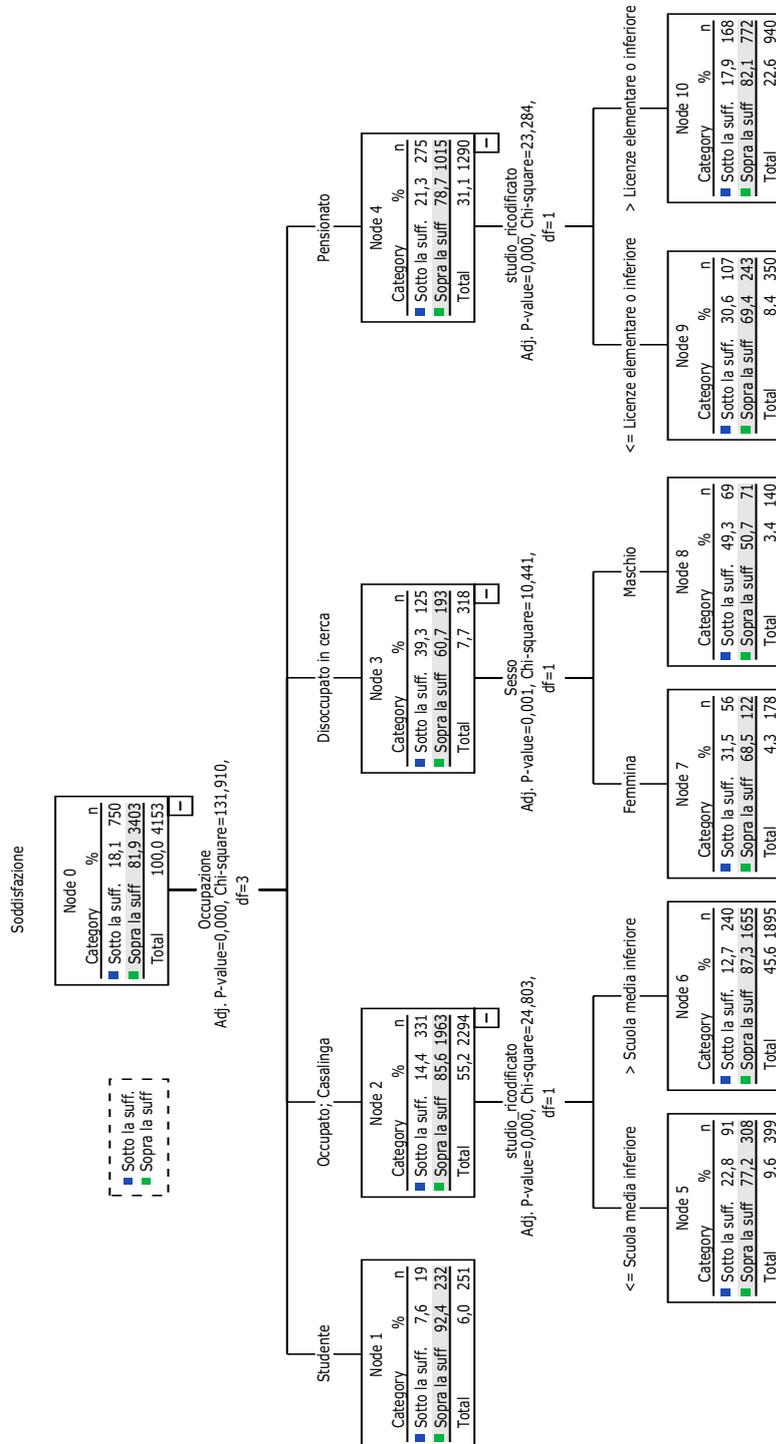 Soddisfazione
Sotto la suff.
Sopra la suff
Node 0
Category % n
Sotto la suff. 18,1 750
Sopra la suff 81,9 3403
Total 100,0 4153
Occupazione
Adj. P-value=0,000, Chi-square=131,910,
df=3
Studente
Node 1
Category % n
Sotto la suff. 7,6 19
Sopra la suff 92,4 232
Total 6,0 251
Occupato; Casalinga
Node 2
Category % n
Sotto la suff. 14,4 331
Sopra la suff 85,6 1963
Total 55,2 2294
studio_ricodificato
Adj. P-value=0,000, Chi-square=24,803,
df=1
Disoccupato in cerca
Node 3
Category % n
Sotto la suff. 39,3 125
Sopra la suff 60,7 193
Total 7,7 318
Sesso
Adj. P-value=0,001, Chi-square=10,441,
df=1
Pensionato
Node 4
Category % n
Sotto la suff. 21,3 275
Sopra la suff 78,7 1015
Total 31,1 1290
studio_ricodificato
Adj. P-value=0,000, Chi-square=23,284,
df=1
<= Scuola media inferiore
Node 5
Category % n
Sotto la suff. 22,8 91
Sopra la suff 77,2 308
Total 9,6 399
> Scuola media inferiore
Node 6
Category % n
Sotto la suff. 12,7 240
Sopra la suff 87,3 1655
Total 45,6 1895
Femmina
Node 7
Category % n
Sotto la suff. 31,5 56
Sopra la suff 68,5 122
Total 4,3 178
Maschio
Node 8
Category % n
Sotto la suff. 49,3 69
Sopra la suff 50,7 71
Total 3,4 140
<= Licenze elementare o inferiore
Node 9
Category % n
Sotto la suff. 30,6 107
Sopra la suff 69,4 243
Total 8,4 350
> Licenze elementare o inferiore
Node 10
Category % n
Sotto la suff. 17,9 168
Sopra la suff 82,1 772
Total 22,6 940